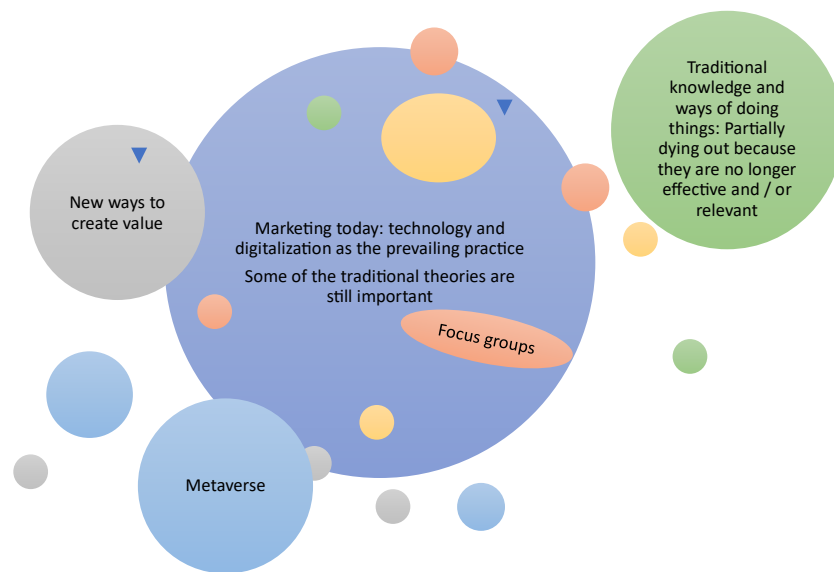 Traditional
knowledge and
ways of doing
things: Partially
dying out because
they are no longer
effective and / or
relevant
New ways to
create value
Marketing today: technology and
digitalization as the prevailing practice
Some of the traditional theories are
still important
Focus groups
Metaverse